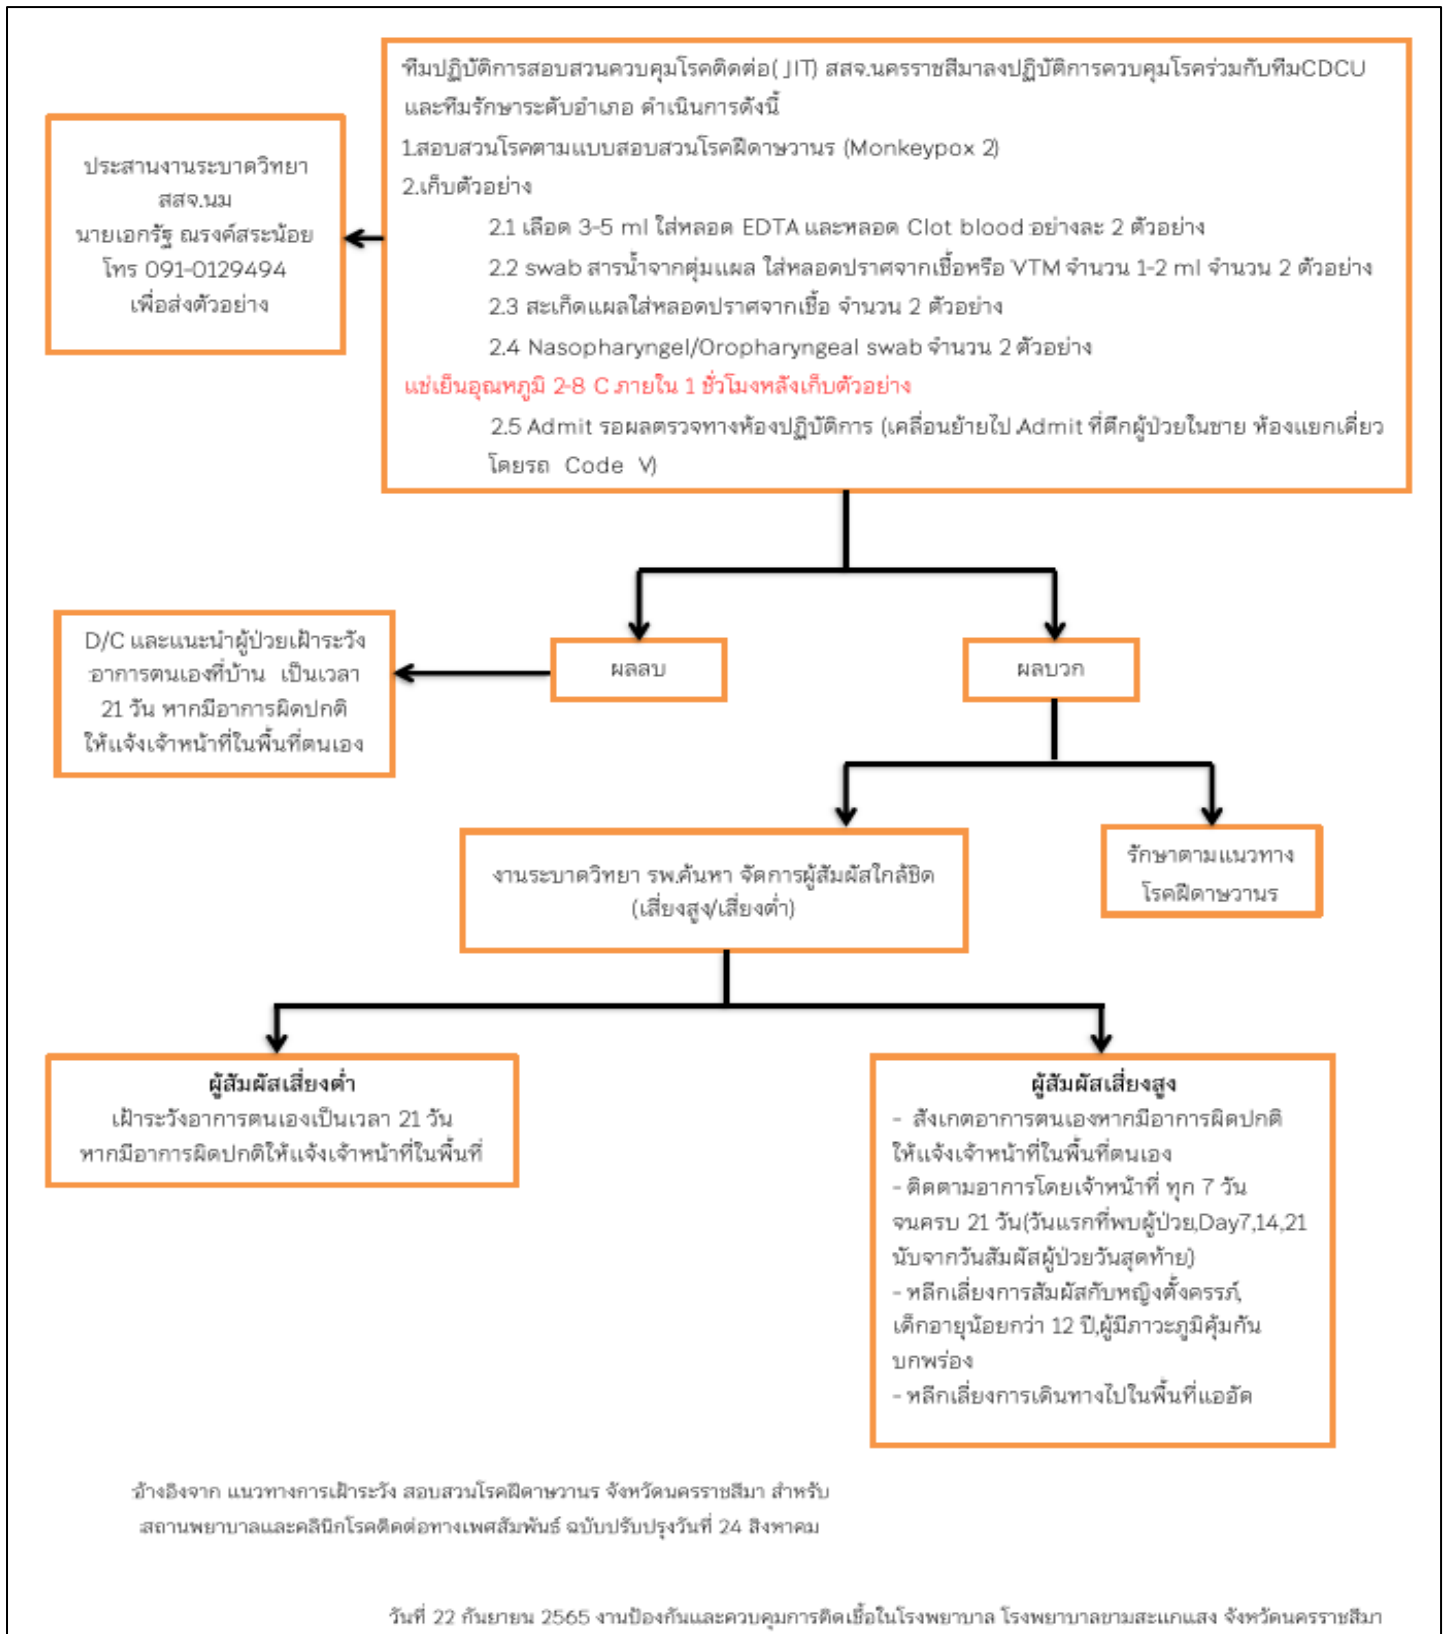 ทีมปฏิบัติการสอบสวนควบคุมโรคติดต่อ( JIT) สสจ.นครราชสีมาลงปฏิบัติการควบคุมโรคร่วมกับทีมCDCU
และทีมรักษาระดับอำเภอ ดำเนินการดังนี้
1.สอบสวนโรคตามแบบสอบสวนโรคฝีดาษวานร (Monkeypox 2)
2.เก็บตัวอย่าง
2.1 เลือด 3-5 ml ใส่หลอด EDTA และหลอด Clot blood อย่างละ 2 ตัวอย่าง
2.2 swab สารน้ำจากตุ่มแผล ใส่หลอดปราศจากเชื้อหรือ VTM จำนวน 1-2 ml จำนวน 2 ตัวอย่าง
2.3 สะเก็ดแผลใส่หลอดปราศจากเชื้อ จำนวน 2 ตัวอย่าง
2.4 Nasopharyngel/Oropharyngeal swab จำนวน 2 ตัวอย่าง
แช่เย็นอุณหภูมิ 2-8 C ภายใน 1 ชั่วโมงหลังเก็บตัวอย่าง
2.5 Admit รอผลตรวจทางห้องปฏิบัติการ (เคลื่อนย้ายไป Admit ที่ตึกผู้ป่วยในชาย ห้องแยกเดี่ยว
โดยรถ Code V)
ประสานงานระบาดวิทยา
สสจ.นม
นายเอกรัฐ ณรงค์สระน้อย
โทร 091-0129494
เพื่อส่งตัวอย่าง
ผลลบ
ผลบวก
D/C และแนะนำผู้ป่วยเฝ้าระวัง
อาการตนเองที่บ้าน เป็นเวลา
21 วัน หากมีอาการผิดปกติ
ให้แจ้งเจ้าหน้าที่ในพื้นที่ตนเอง
งานระบาดวิทยา รพ.ค้นหา จัดการผู้สัมผัสใกล้ชิด
(เสี่ยงสูง/เสี่ยงต่ำ)
รักษาตามแนวทาง
โรคฝีดาษวานร
ผู้สัมผัสเสี่ยงต่ำ
เฝ้าระวังอาการตนเองเป็นเวลา 21 วัน
หากมีอาการผิดปกติให้แจ้งเจ้าหน้าที่ในพื้นที่
ผู้สัมผัสเสี่ยงสูง
- สังเกตอาการตนเองหากมีอาการผิดปกติ
ให้แจ้งเจ้าหน้าที่ในพื้นที่ตนเอง
- ติดตามอาการโดยเจ้าหน้าที่ ทุก 7 วัน
จนครบ 21 วัน(วันแรกที่พบผู้ป่วย,Day7,14,21
นับจากวันสัมผัสผู้ป่วยวันสุดท้าย)
- หลีกเลี่ยงการสัมผัสกับหญิงตั้งครรภ์,
เด็กอายุน้อยกว่า 12 ปี,ผู้มีภาวะภูมิคุ้มกัน
บกพร่อง
- หลีกเลี่ยงการเดินทางไปในพื้นที่แออัด
อ้างอิงจาก แนวทางการเฝ้าระวัง สอบสวนโรคฝีดาษวานร จังหวัดนครราชสีมา สำหรับ
สถานพยาบาลและคลินิกโรคติดต่อทางเพศสัมพันธ์ ฉบับปรับปรุงวันที่ 24 สิงหาคม
วันที่ 22 กันยายน 2565 งานป้องกันและควบคุมการติดเชื้อในโรงพยาบาล โรงพยาบาลขามสะแกแสง จังหวัดนครราชสีมา